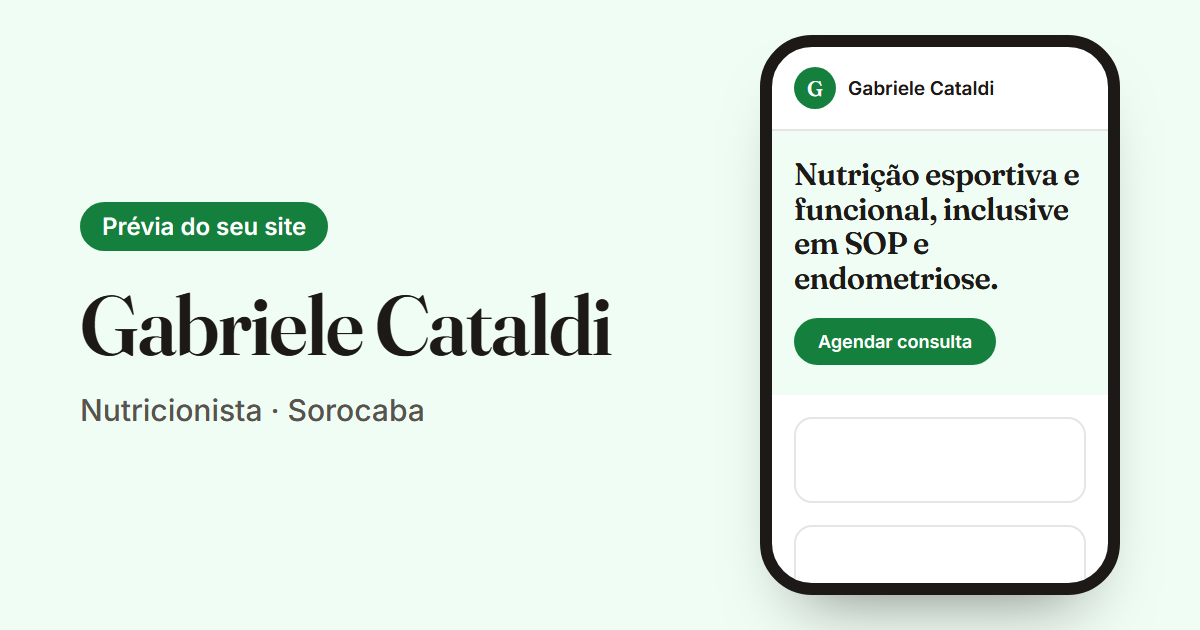 Prévia do seu site
Gabriele Cataldi
Nutricionista · Sorocaba
G
Gabriele Cataldi
Nutrição esportiva e
funcional, inclusive
em SOP e
endometriose.
Agendar consulta